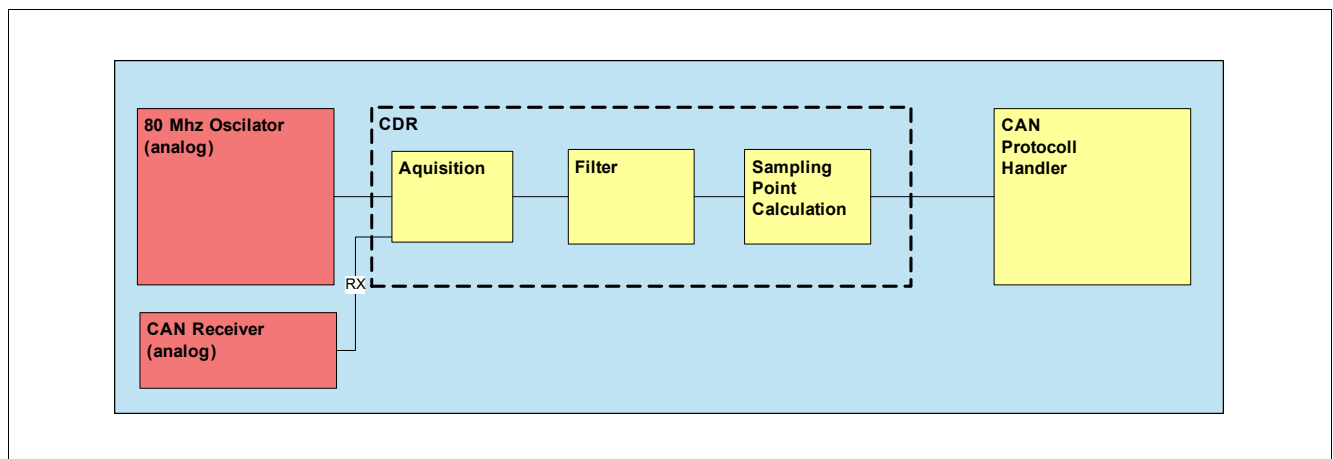 80 Mhz Oscilator
(analog)
CDR
Aquisition
Filter
Sampling
Point
Calculation
CAN
Protocoll
Handler
RX
CAN Receiver
(analog)